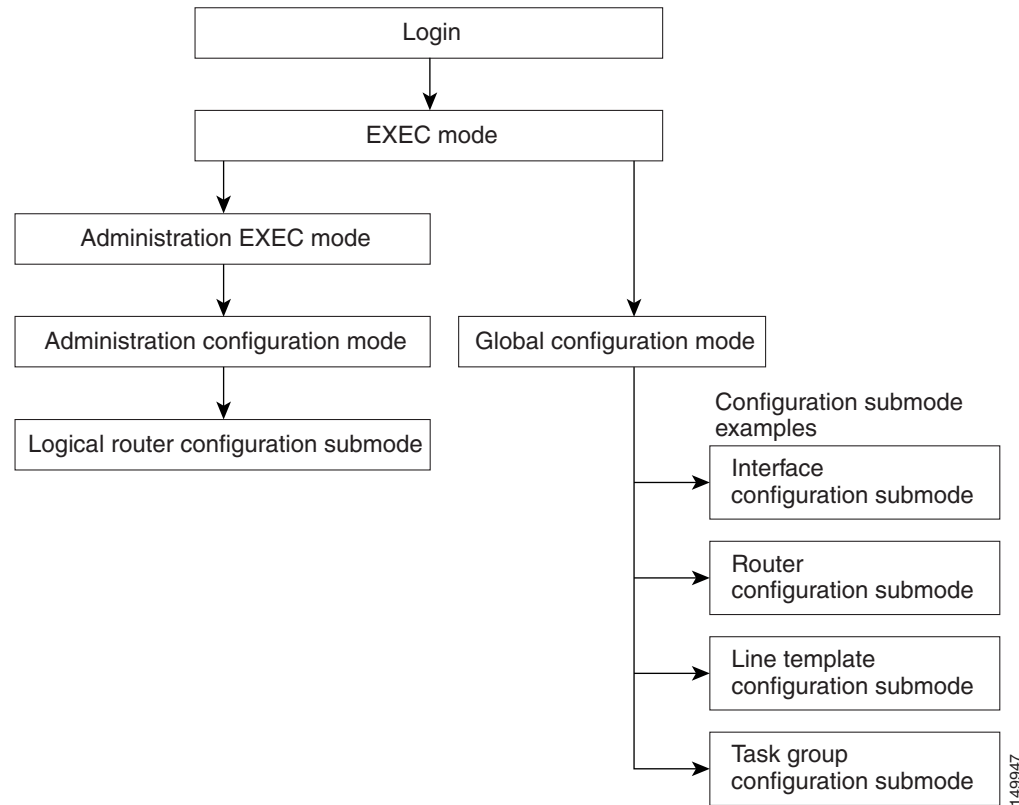 Login
EXEC mode
Administration EXEC mode
Administration configuration mode
Global configuration mode
Logical router configuration submode
Configuration submode
examples
Interface
configuration submode
Router
configuration submode
Line template
configuration submode
Task group
configuration submode
149947